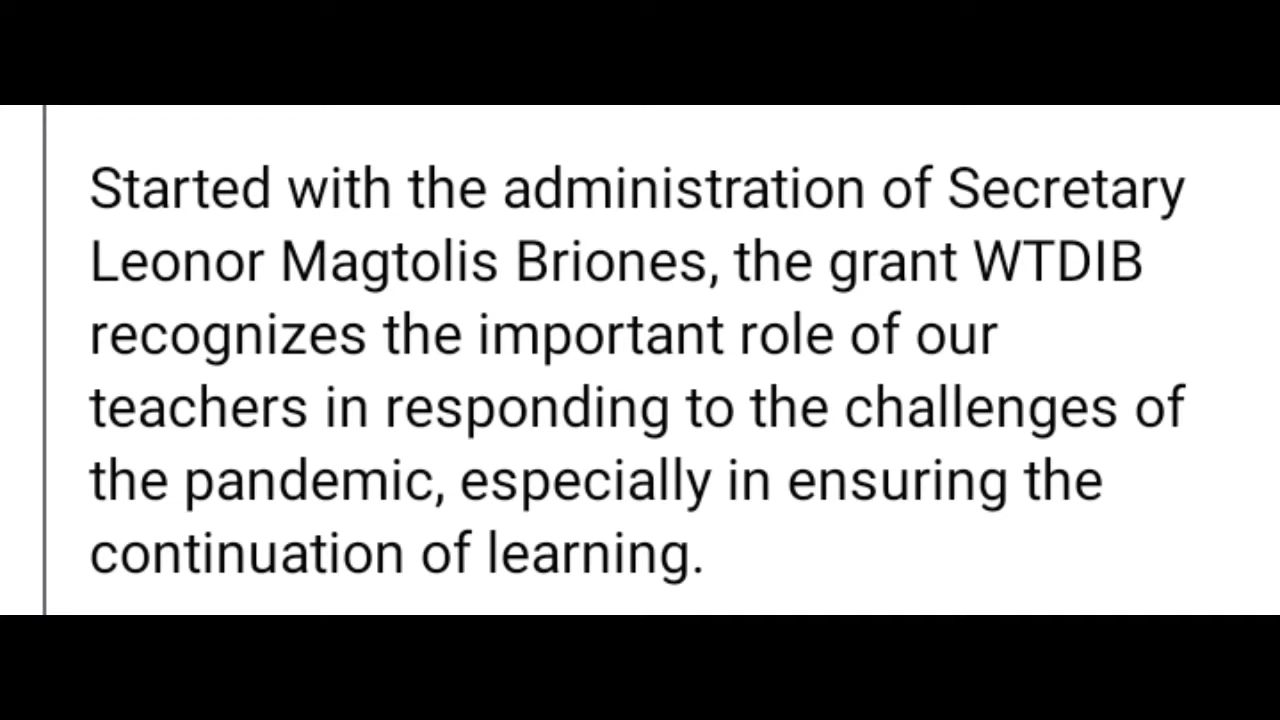 Started with the administration of Secretary
Leonor Magtolis Briones, the grant WTDIB
recognizes the important role of our
teachers in responding to the challenges of
the pandemic, especially in ensuring the
continuation of learning.